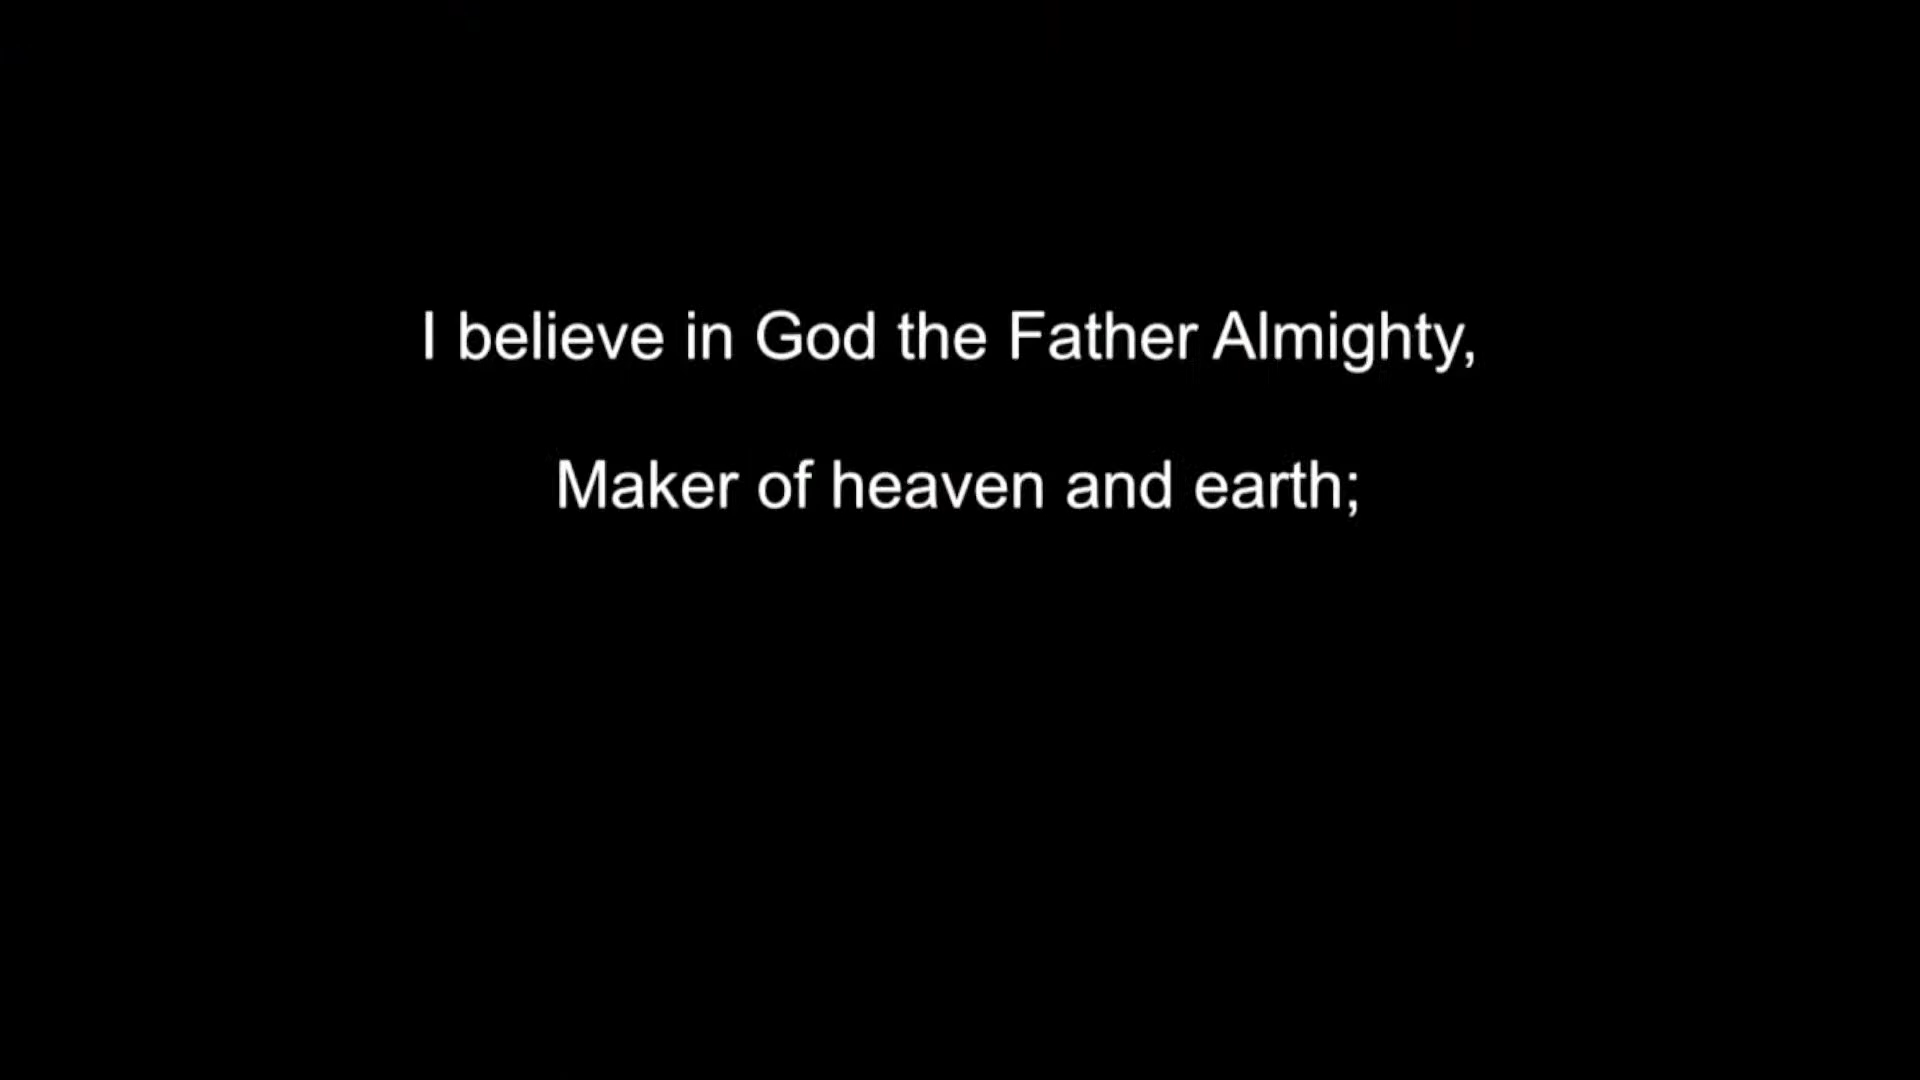 I believe in God the Father Almighty,
Maker of heaven and earth;